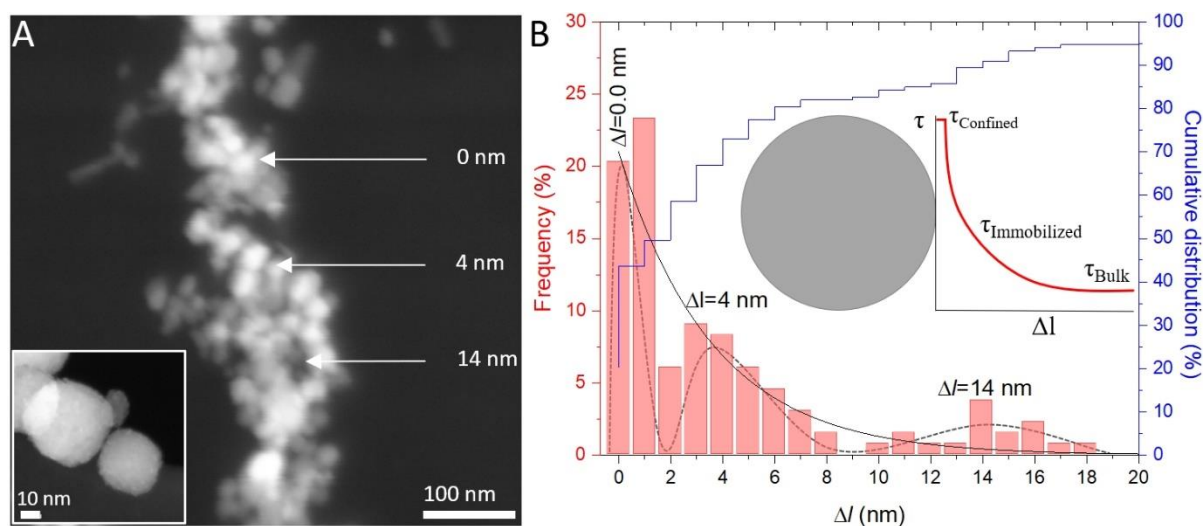 A
0 nm
4 nm
14 nm
10 nm
100 nm
B
Frequency (%)
30
25
20
15
10
5
0
Δl=0.0 nm
Δl=4 nm
Δl=14 nm
τ
τConfined
τImmobilized
τBulk
Δl
0 2 4 6 8 10 12 14 16 18 20
Δl (nm)
100
95
90
80
70
60
50
40
30
20
10
0
Cumulative distribution (%)